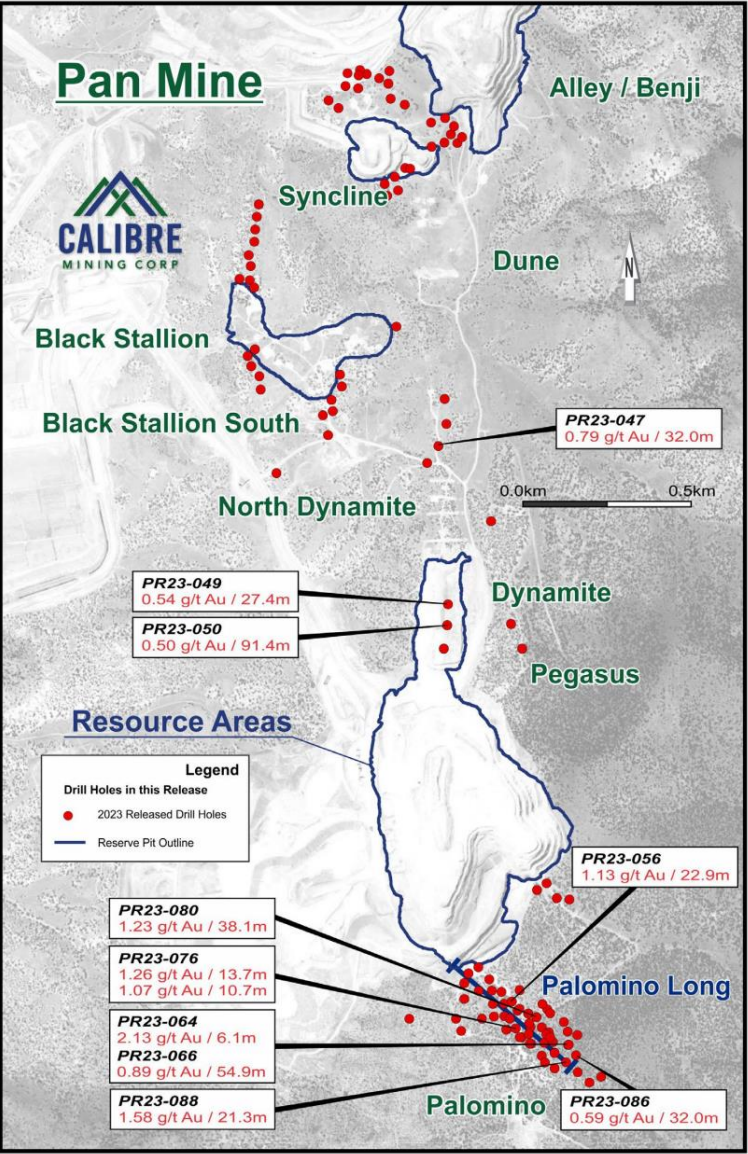 Pan Mine
Alley / Benji
Syncline
CALIBRE
MINING CORP
Dune
N
Black Stallion
Black Stallion South
PR23-047
0.79 g/t Au / 32.0m
North Dynamite
0.0km 0.5km
PR23-049
0.54 g/t Au / 27.4m
Dynamite
PR23-050
0.50 g/t Au / 91.4m
Pegasus
Resource Areas
Legend
Drill Holes in this Release
2023 Released Drill Holes
Reserve Pit Outline
PR23-056
1.13 g/t Au / 22.9m
PR23-080
1.23 g/t Au / 38.1m
PR23-076
1.26 g/t Au / 13.7m
1.07 g/t Au / 10.7m
Palomino Long
PR23-064
2.13 g/t Au / 6.1m
PR23-066
0.89 g/t Au / 54.9m
PR23-088
1.58 g/t Au / 21.3m
Palomino
PR23-086
0.59 g/t Au / 32.0m